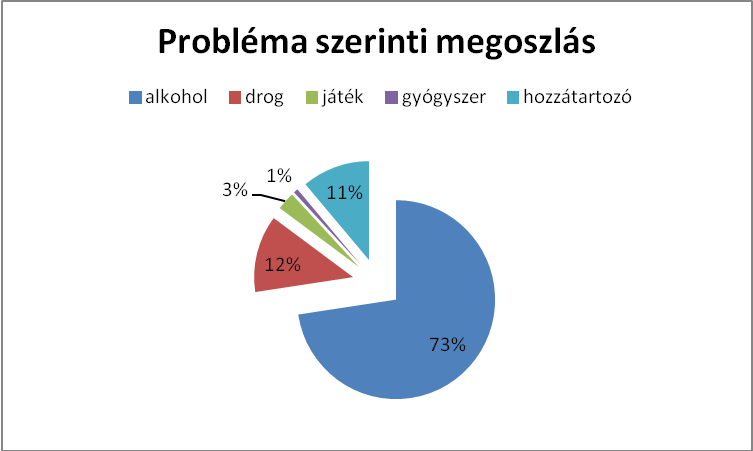 Probléma szerinti megoszlás
alkohol drog játék gyógyszer hozzátartozó
1%
3%
11%
12%
73%